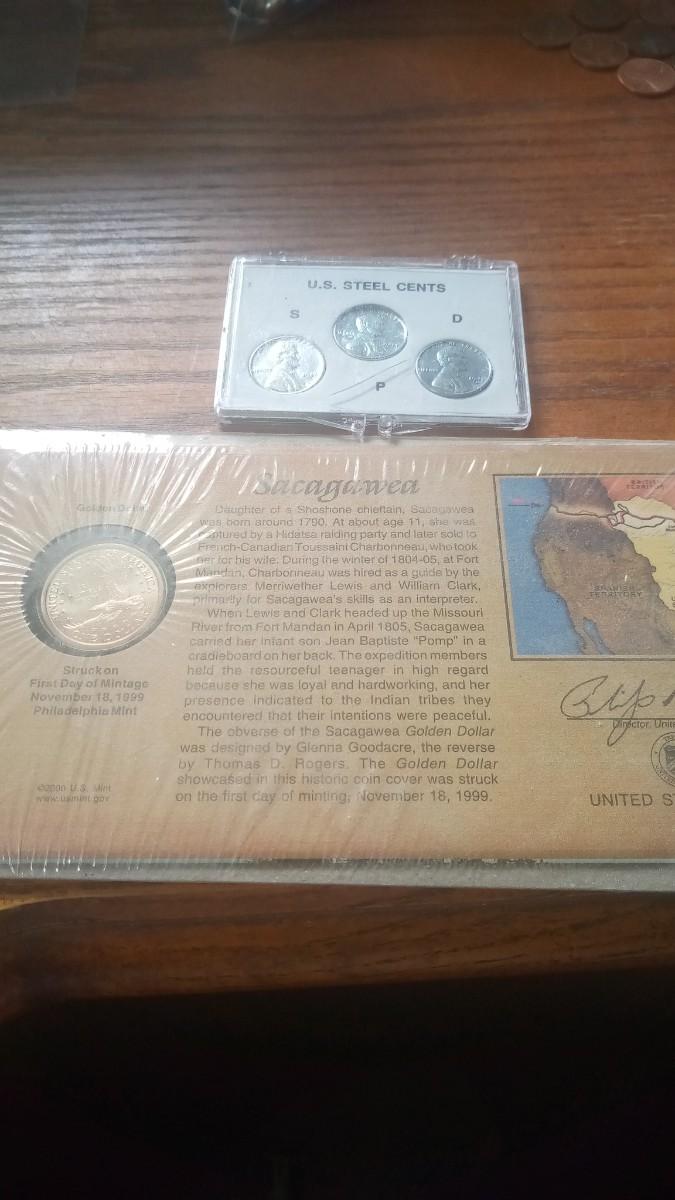 U.S. STEEL CENTS
S
D
P
Sacagawea
Golden Dollar
Daughter of a Shoshone chieftain, Sacagawea
was born around 1790. At about age 11, she was
captured by a Hidatsa raiding party and later sold to
French-Canadian Toussaint Charbonneau, who took
her for his wife. During the winter of 1804-05, at Fort
Mandan, Charbonneau was hired as a guide by the
explorers Merriwether Lewis and William Clark,
primarily for Sacagawea's skills as an interpreter.
When Lewis and Clark headed up the Missouri
River from Fort Mandan in April 1805, Sacagawea
carried her infant son Jean Baptiste "Pomp" in a
cradleboard on her back. The expedition members
held the resourceful teenager in high regard
because she was loyal and hardworking, and her
presence indicated to the Indian tribes they
encountered that their intentions were peaceful.
The obverse of the Sacagawea Golden Dollar
was designed by Glenna Goodacre, the reverse
by Thomas D. Rogers. The Golden Dollar
showcased in this historic coin cover was struck
on the first day of minting, November 18, 1999.
Struck on
First Day of Mintage
November 18, 1999
Philadelphia Mint
©2000 U.S. Mint
www.usmint.gov
BRITISH
TERRITORY
SPANISH
TERRITORY
Director, Unit
UNITED S